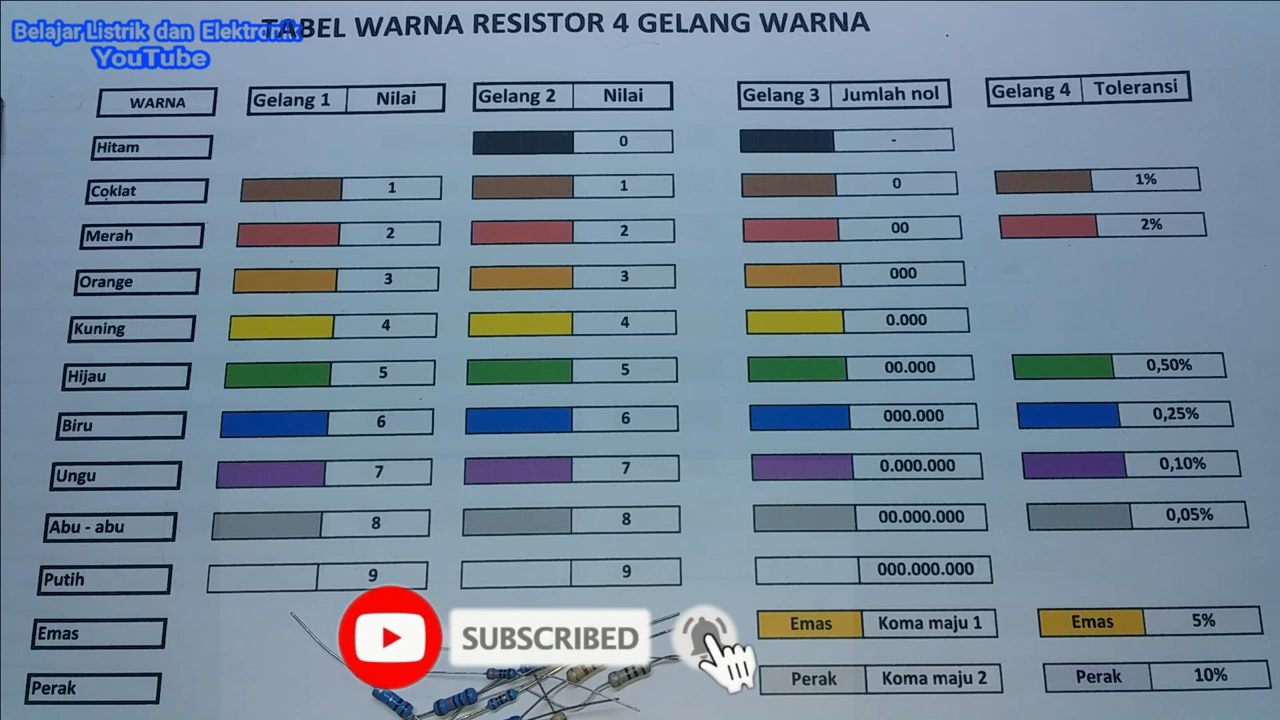 TABEL WARNA RESISTOR 4 GELANG WARNA
Belajar Listrik dan Elektronik
YouTube
WARNA Gelang 1 Nilai Gelang 2 Nilai Gelang 3 Jumlah nol Gelang 4 Toleransi
Hitam 0 -
Coklat 1 1 0 1%
Merah 2 2 00 2%
Orange 3 3 000
Kuning 4 4 0.000
Hijau 5 5 00.000 0,50%
Biru 6 6 000.000 0,25%
Ungu 7 7 0.000.000 0,10%
Abu - abu 8 8 00.000.000 0,05%
Putih 9 9 000.000.000
Emas Emas Koma maju 1 Emas 5%
SUBSCRIBED
Perak Perak Koma maju 2 Perak 10%